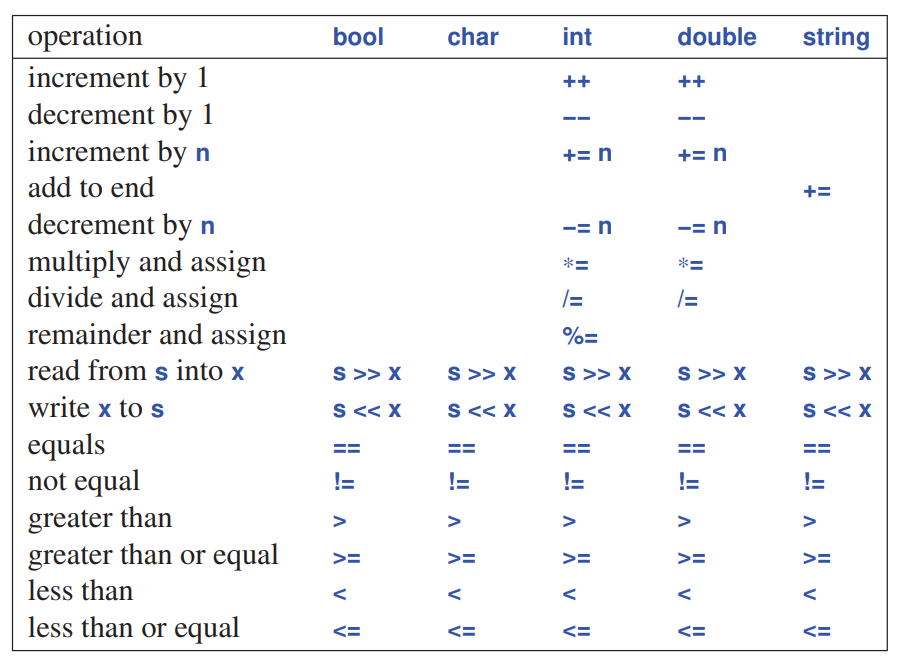 operation bool char int double string
increment by 1 ++ ++
decrement by 1 −− −−
increment by n += n += n
add to end +=
decrement by n −= n −= n
multiply and assign *= *=
divide and assign /= /=
remainder and assign %=
read from s into x s >> x s >> x s >> x s >> x s >> x
write x to s s << x s << x s << x s << x s << x
equals == == == == ==
not equal != != != != !=
greater than > > > > >
greater than or equal >= >= >= >= >=
less than < < < < <
less than or equal <= <= <= <= <=